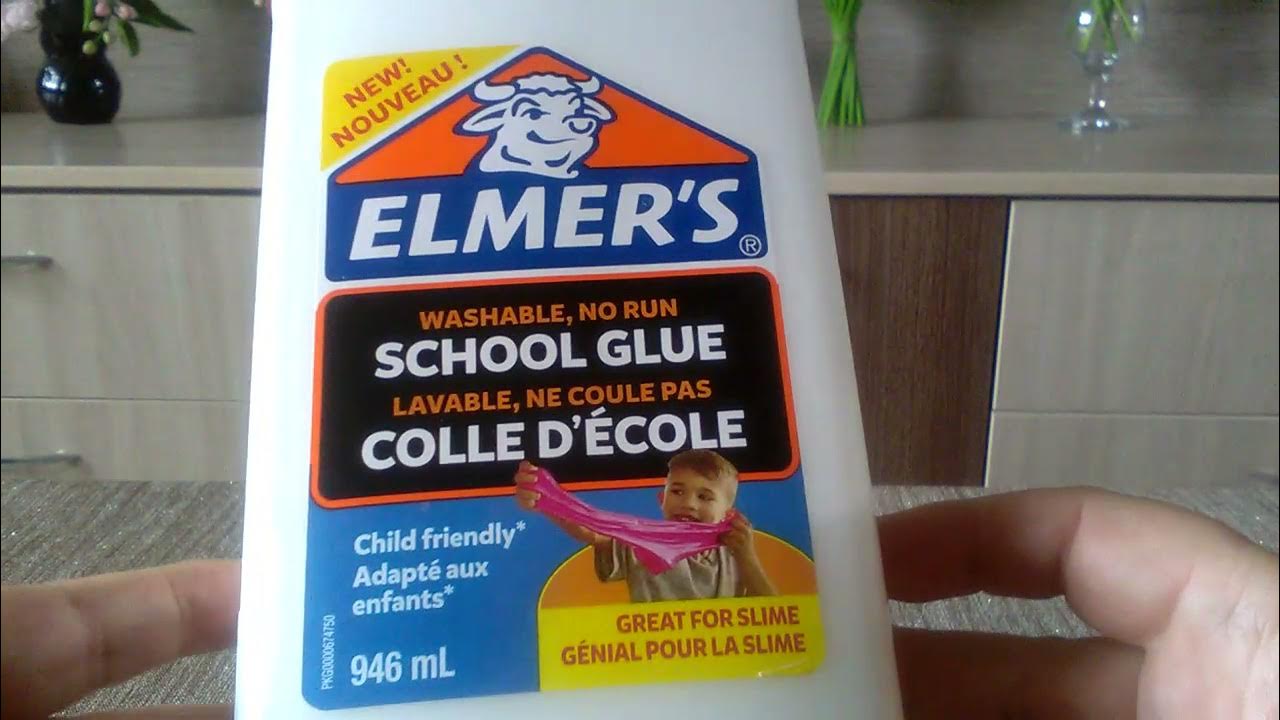 NEW!
NOUVEAU !
ELMER'S®
WASHABLE, NO RUN
SCHOOL GLUE
LAVABLE, NE COULE PAS
COLLE D'ÉCOLE
Child friendly*
Adapté aux
enfants*
GREAT FOR SLIME
GÉNIAL POUR LA SLIME
946 mL
PKG0000674750